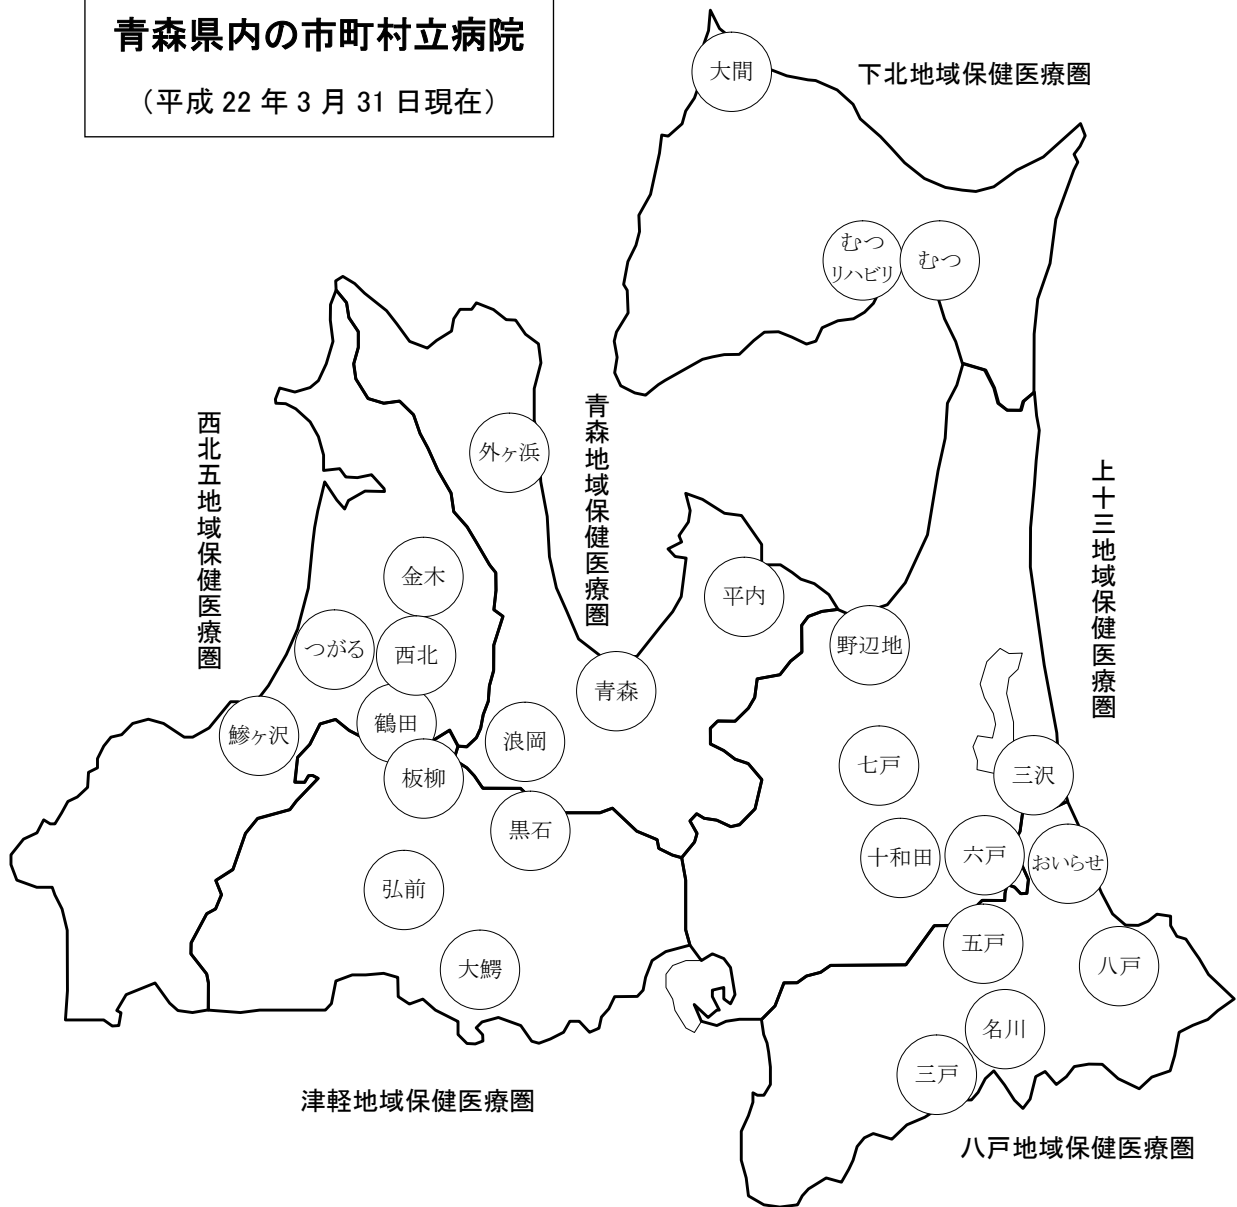 青森県内の市町村立病院
（平成 22 年 3 月 31 日現在）
大間
下北地域保健医療圏
むつ
リハビリ
むつ
西北五地域保健医療圏
青森地域保健医療圏
上十三地域保健医療圏
外ヶ浜
金木
平内
つがる
西北
野辺地
青森
鰺ヶ沢
鶴田
浪岡
七戸
三沢
板柳
黒石
十和田
六戸
おいらせ
弘前
五戸
八戸
大鰐
名川
三戸
津軽地域保健医療圏
八戸地域保健医療圏